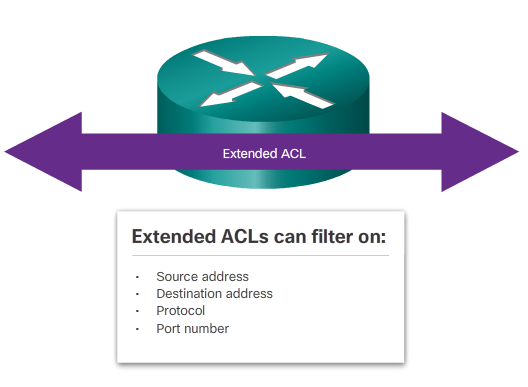 Extended ACL
Extended ACLs can filter on:
• Source address
• Destination address
• Protocol
• Port number